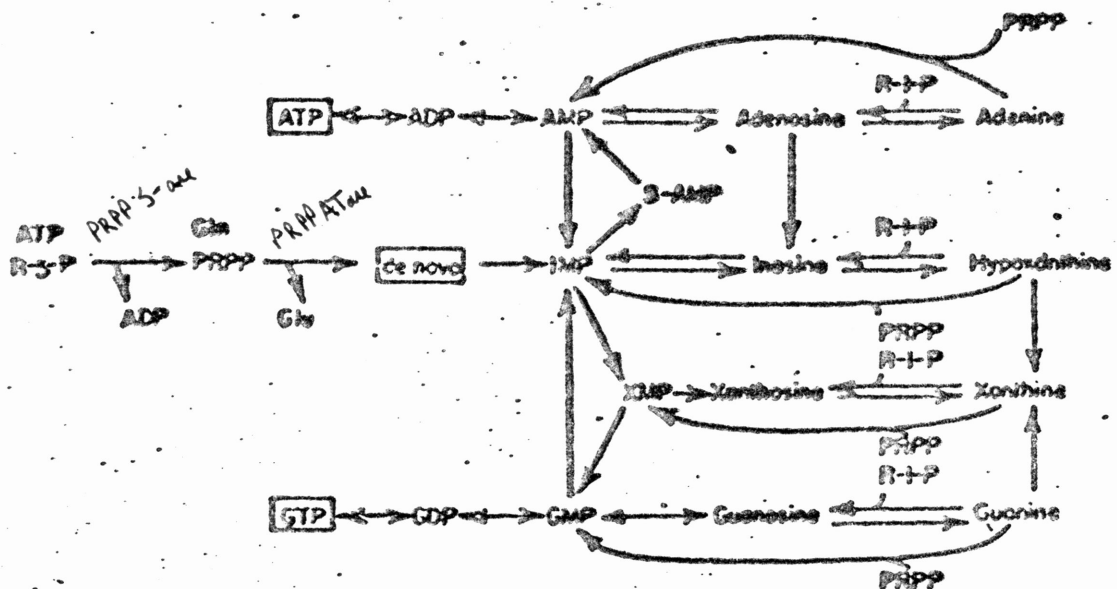 PRPP
R-1-P
ATP ADP AMP Adenosine Adenine
S-AMP
PRPP S-ase Gln PRPP ATase
ATP R-1-P
R-5-P PRPP de novo IMP Inosine Hypoxanthine
ADP Glu
PRPP
R-1-P
XMP Xanthosine Xanthine
PRPP
R-1-P
GTP GDP GMP Guanosine Guanine
PRPP